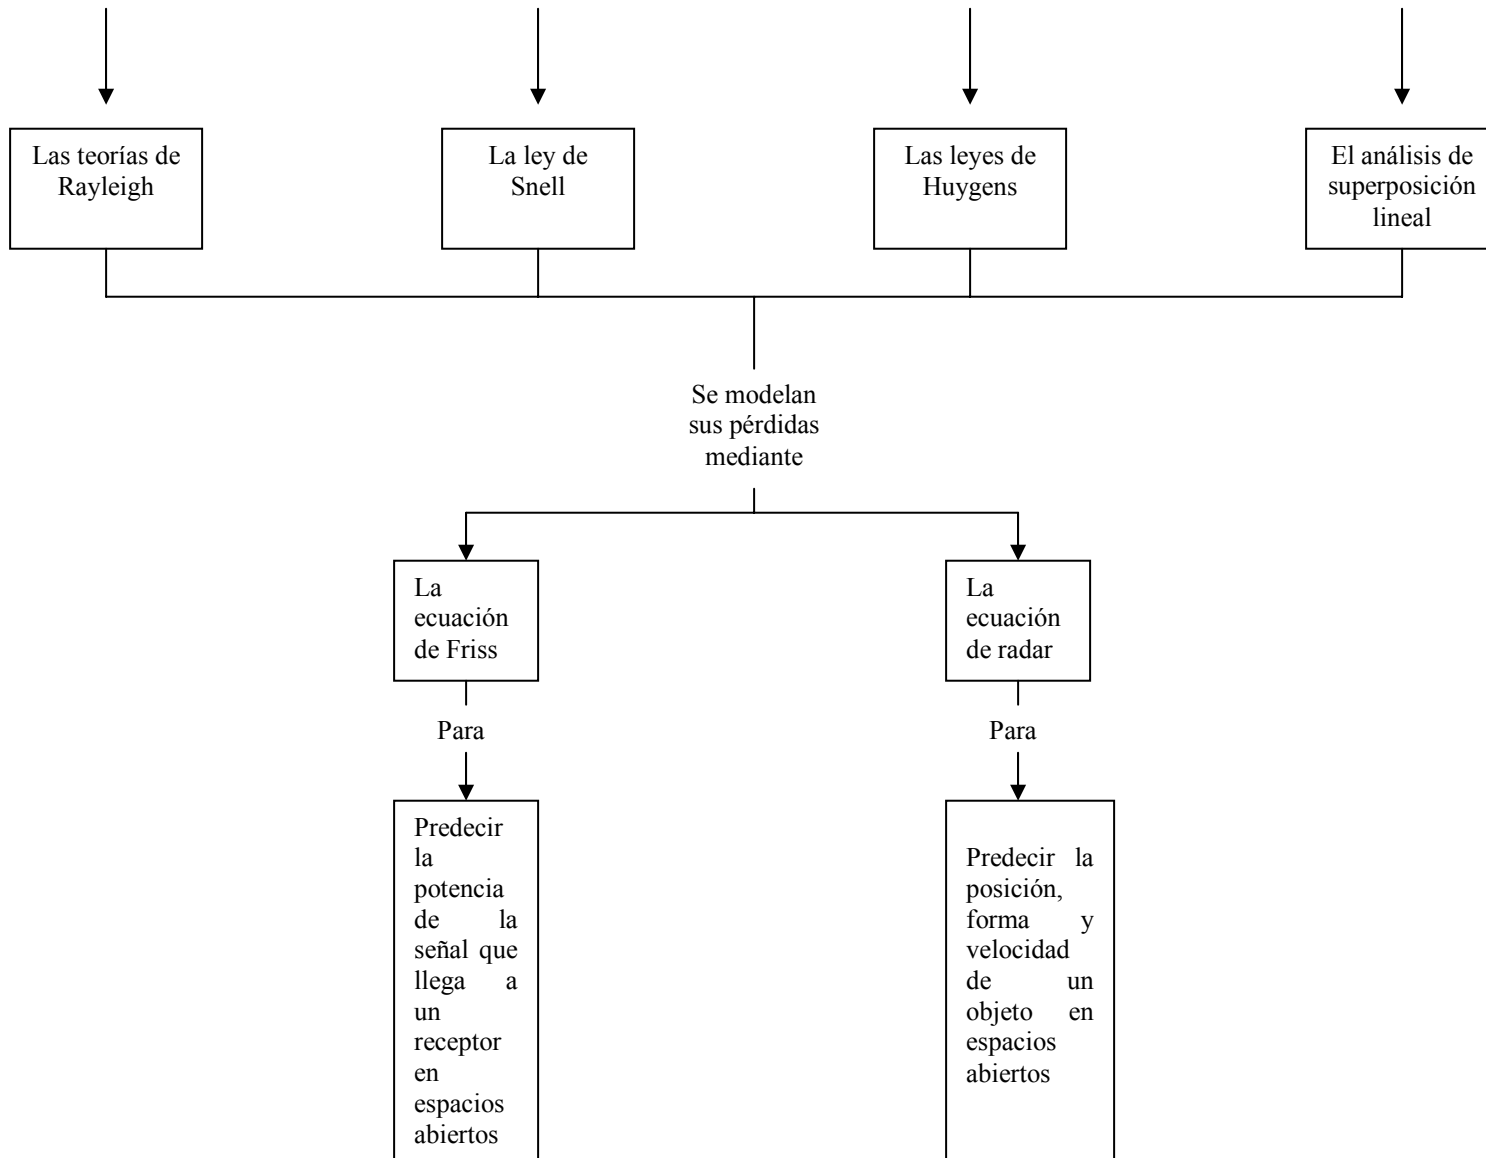 Las teorías de
Rayleigh
La ley de
Snell
Las leyes de
Huygens
El análisis de
superposición
lineal
Se modelan
sus pérdidas
mediante
La
ecuación
de Friss
La
ecuación
de radar
Para
Para
Predecir
la
potencia
de la
señal que
llega a
un
receptor
en
espacios
abiertos
Predecir la
posición,
forma y
velocidad
de un
objeto en
espacios
abiertos